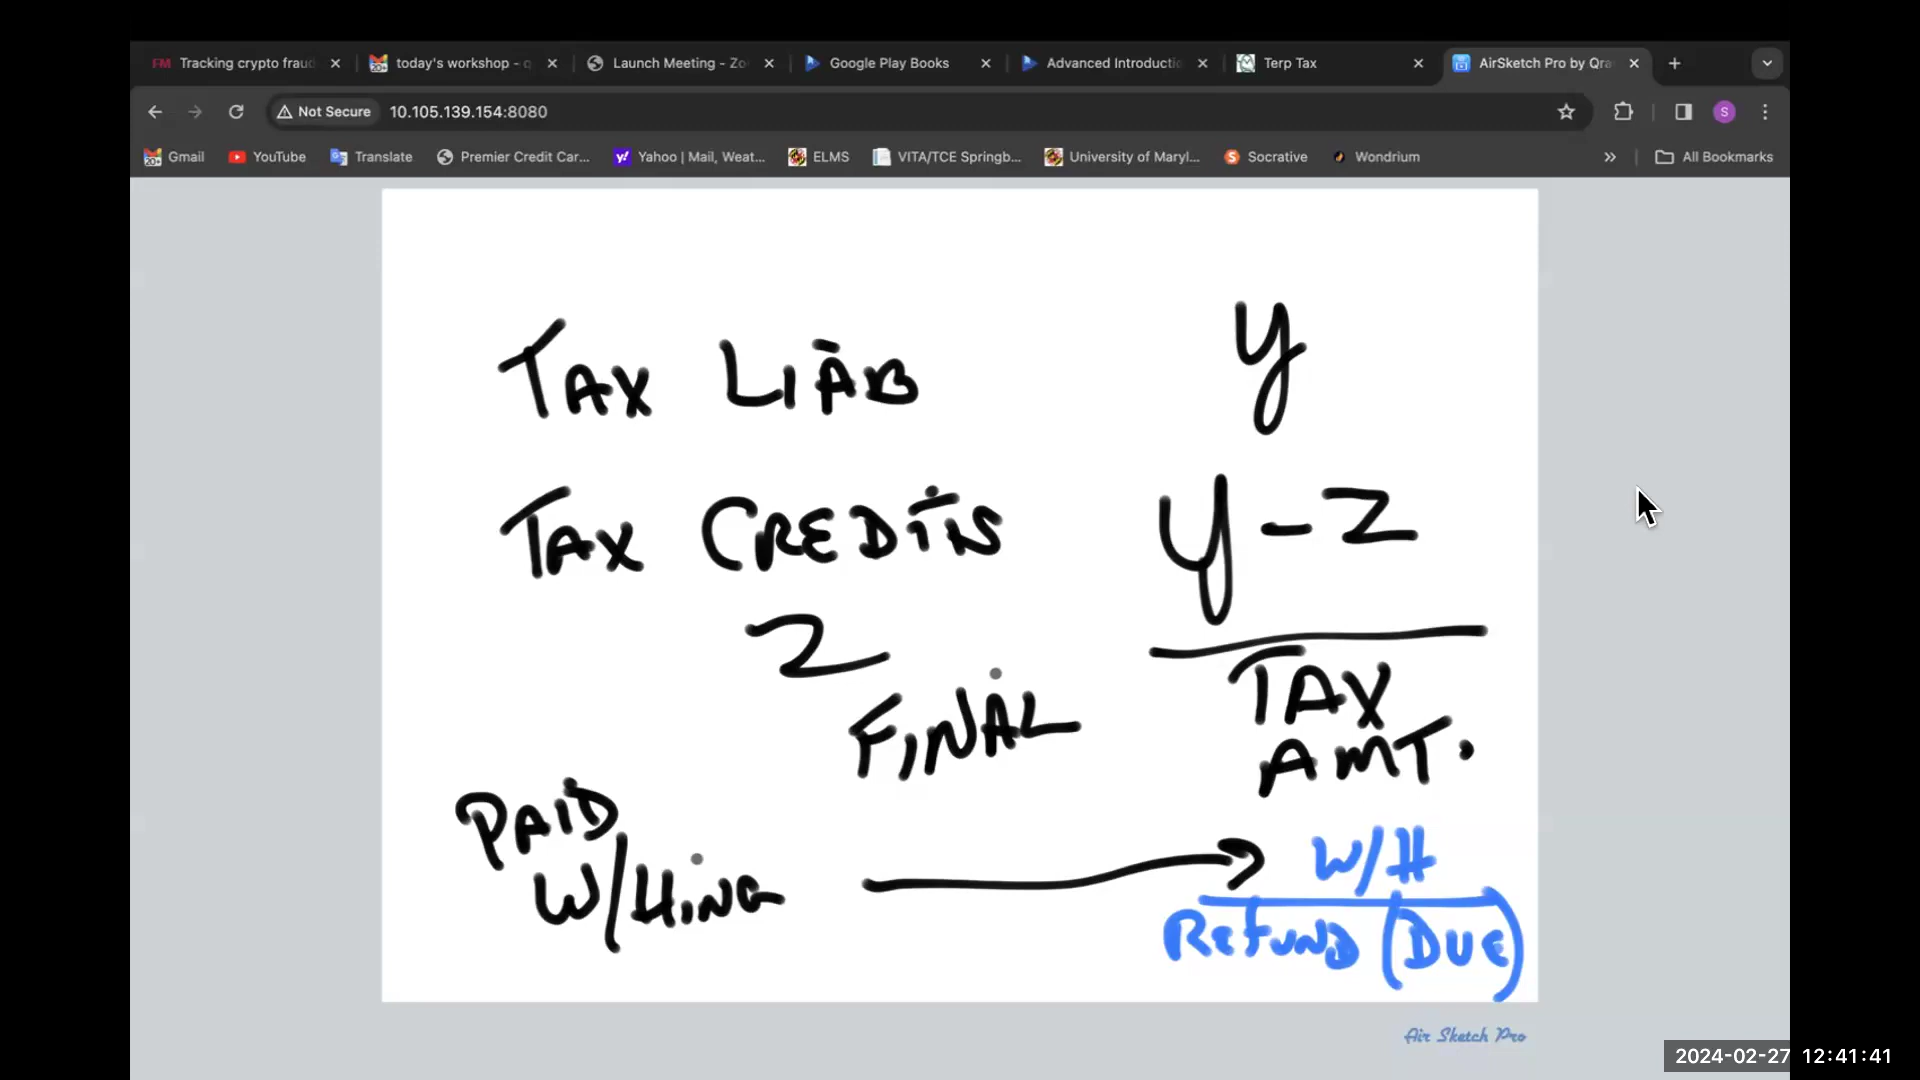 FM Tracking crypto fraud
today's workshop - q
Launch Meeting - Zo
Google Play Books
Advanced Introductio
Terp Tax
AirSketch Pro by Qra
Not Secure 10.105.139.154:8080
S
Gmail
YouTube
Translate
Premier Credit Car...
Yahoo | Mail, Weat...
ELMS
VITA/TCE Springb...
University of Maryl...
Socrative
Wondrium
All Bookmarks
TAX LIAB y
TAX CREDITS y - z
z
FINAL TAX
AMT.
PAID
W/HiNG W/H
REFUND (DUE)
Air Sketch Pro
2024-02-27 12:41:41